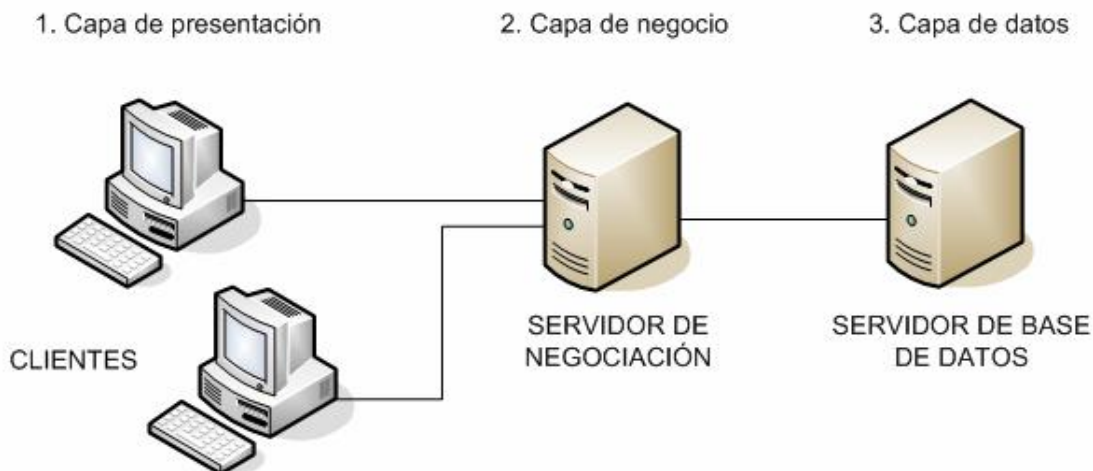 1. Capa de presentación
2. Capa de negocio
3. Capa de datos
CLIENTES
SERVIDOR DE
NEGOCIACIÓN
SERVIDOR DE BASE
DE DATOS